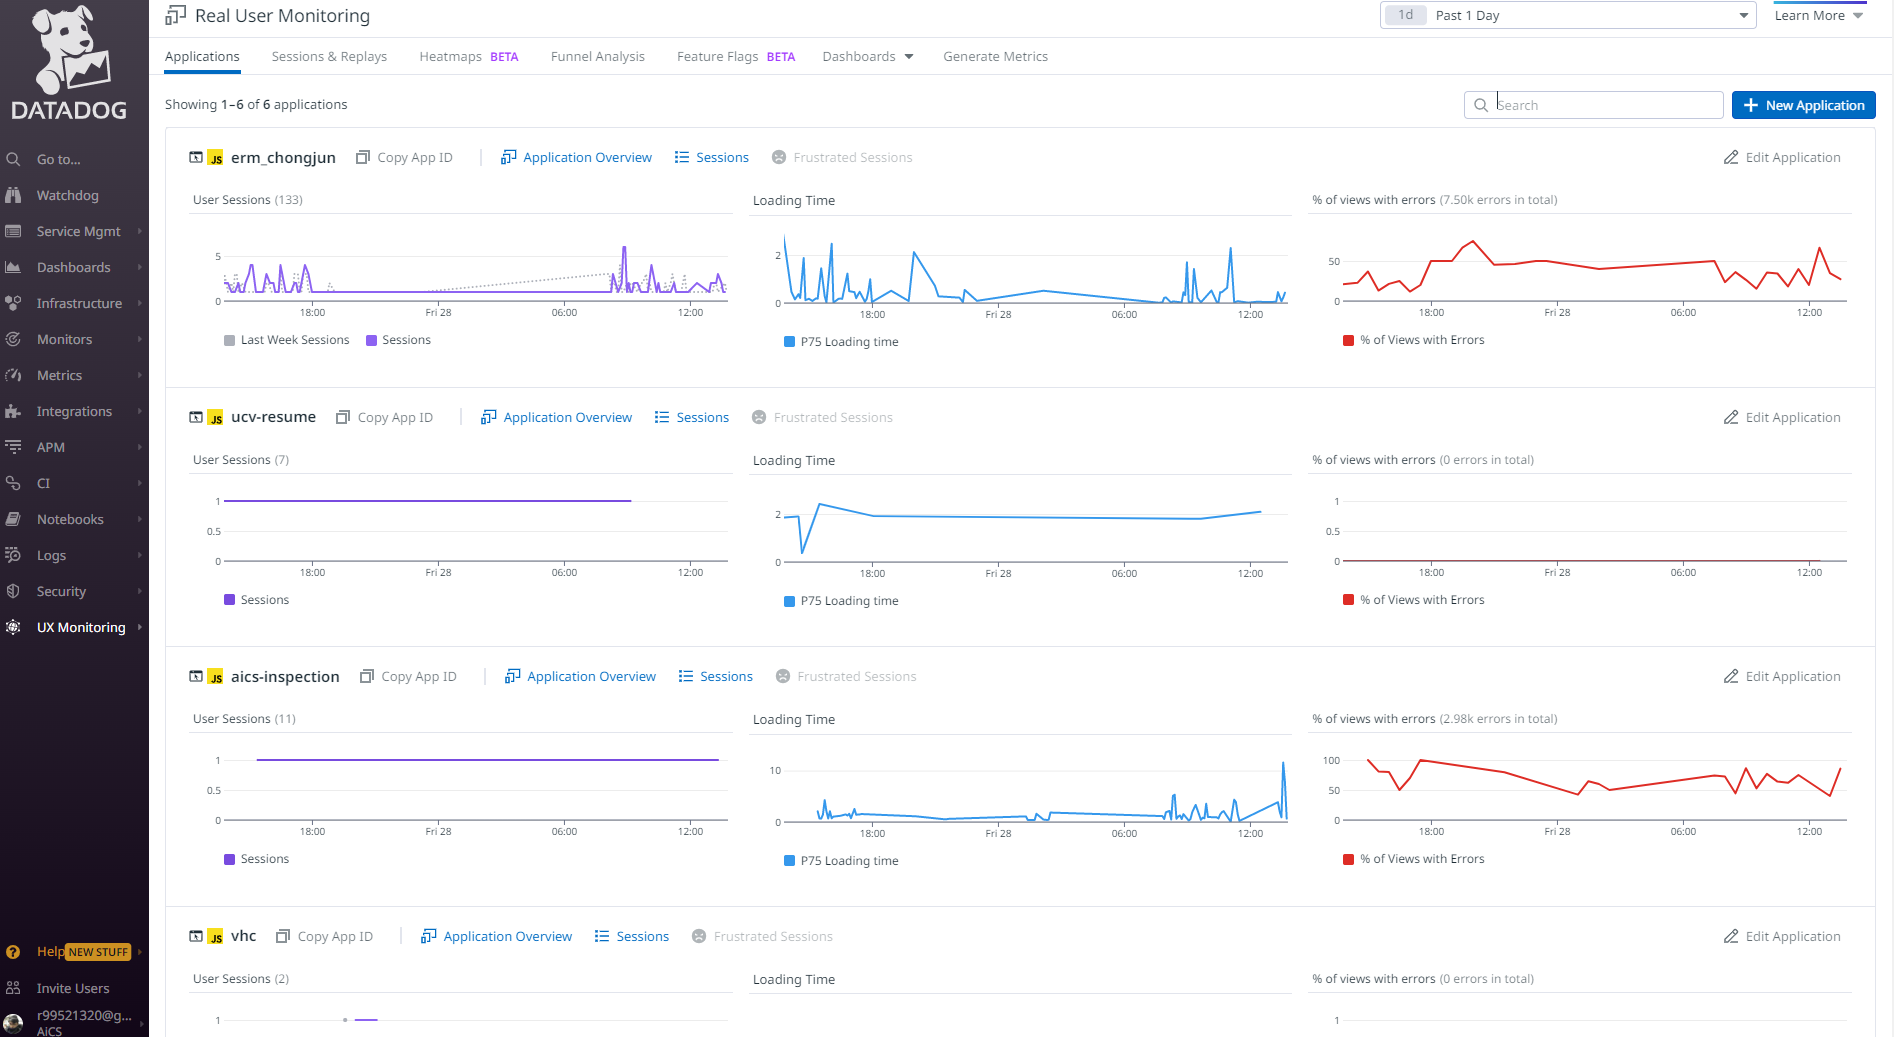 DATADOG
Go to...
Watchdog
Service Mgmt
Dashboards
Infrastructure
Monitors
Metrics
Integrations
APM
CI
Notebooks
Logs
Security
UX Monitoring
Help NEW STUFF
Invite Users
r99521320@g...
AiCS
Real User Monitoring
1d Past 1 Day
Learn More
Applications Sessions & Replays Heatmaps BETA Funnel Analysis Feature Flags BETA Dashboards Generate Metrics
Showing 1–6 of 6 applications
Search
+ New Application
JS erm_chongjun Copy App ID Application Overview Sessions Frustrated Sessions Edit Application
User Sessions (133)
5
0
18:00 Fri 28 06:00 12:00
Last Week Sessions Sessions
Loading Time
2
0
18:00 Fri 28 06:00 12:00
P75 Loading time
% of views with errors (7.50k errors in total)
50
0
18:00 Fri 28 06:00 12:00
% of Views with Errors
JS ucv-resume Copy App ID Application Overview Sessions Frustrated Sessions Edit Application
User Sessions (7)
1
0.5
0
18:00 Fri 28 06:00 12:00
Sessions
Loading Time
2
0
18:00 Fri 28 06:00 12:00
P75 Loading time
% of views with errors (0 errors in total)
1
0.5
0
18:00 Fri 28 06:00 12:00
% of Views with Errors
JS aics-inspection Copy App ID Application Overview Sessions Frustrated Sessions Edit Application
User Sessions (11)
1
0.5
0
18:00 Fri 28 06:00 12:00
Sessions
Loading Time
10
0
18:00 Fri 28 06:00 12:00
P75 Loading time
% of views with errors (2.98k errors in total)
100
50
0
18:00 Fri 28 06:00 12:00
% of Views with Errors
JS vhc Copy App ID Application Overview Sessions Frustrated Sessions Edit Application
User Sessions (2)
1
Loading Time
% of views with errors (0 errors in total)
1